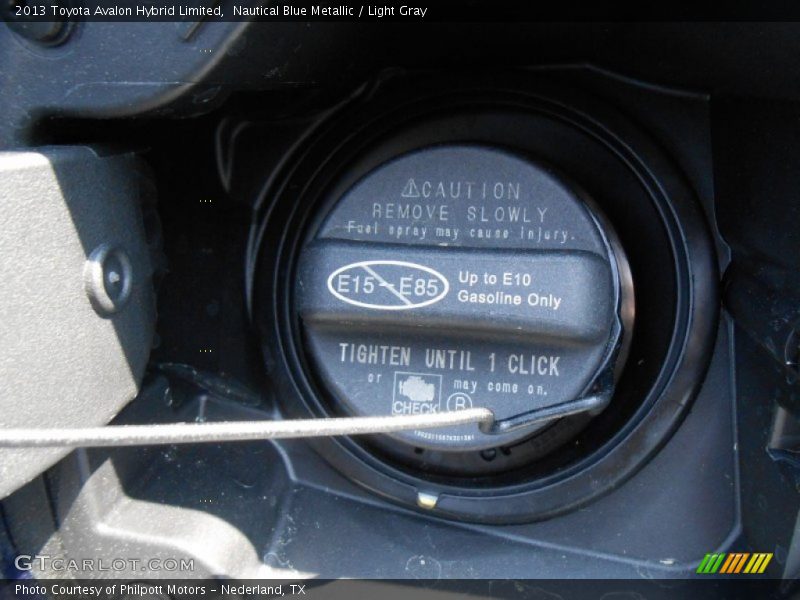 2013 Toyota Avalon Hybrid Limited,  Nautical Blue Metallic / Light Gray
⚠CAUTION
REMOVE SLOWLY
Fuel spray may cause injury.
E15-E85
Up to E10
Gasoline Only
TIGHTEN UNTIL 1 CLICK
or
CHECK
may come on.
R
GTCARCOT.COM
Photo Courtesy of Philpott Motors – Nederland, TX